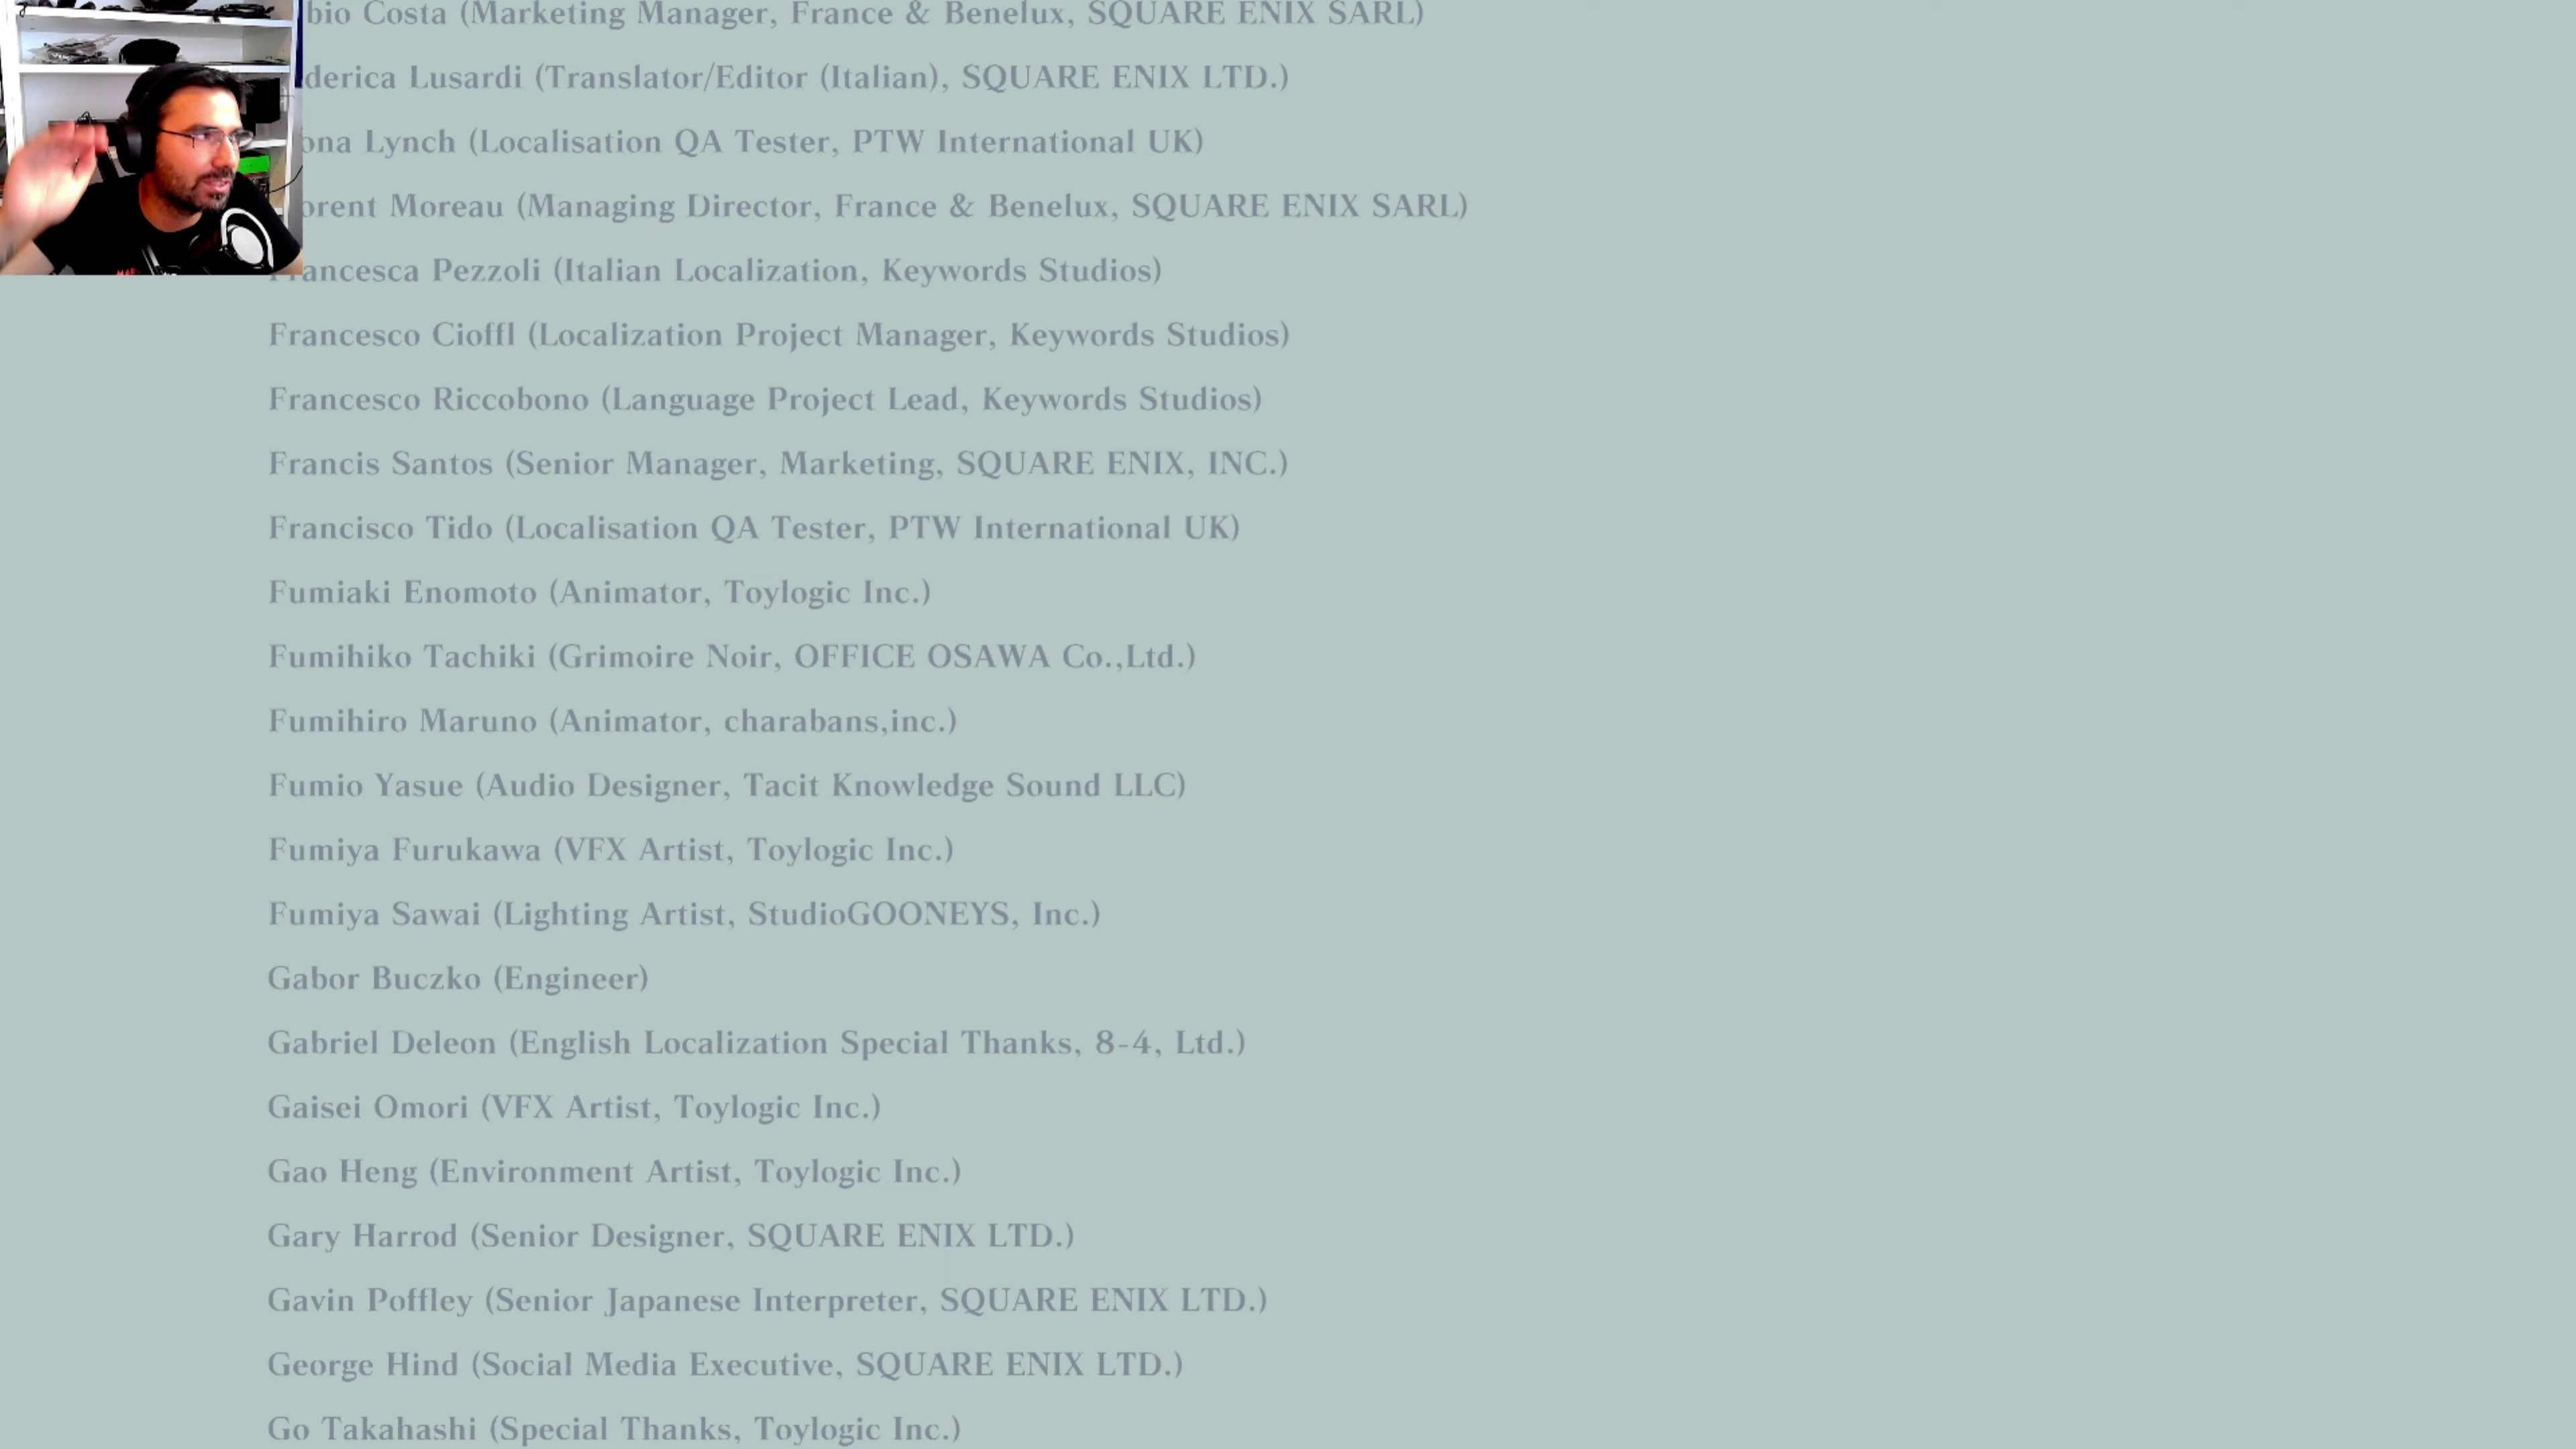 bio Costa (Marketing Manager, France & Benelux, SQUARE ENIX SARL)
derica Lusardi (Translator/Editor (Italian), SQUARE ENIX LTD.)
ona Lynch (Localisation QA Tester, PTW International UK)
orent Moreau (Managing Director, France & Benelux, SQUARE ENIX SARL)
Francesca Pezzoli (Italian Localization, Keywords Studios)
Francesco Cioffl (Localization Project Manager, Keywords Studios)
Francesco Riccobono (Language Project Lead, Keywords Studios)
Francis Santos (Senior Manager, Marketing, SQUARE ENIX, INC.)
Francisco Tido (Localisation QA Tester, PTW International UK)
Fumiaki Enomoto (Animator, Toylogic Inc.)
Fumihiko Tachiki (Grimoire Noir, OFFICE OSAWA Co.,Ltd.)
Fumihiro Maruno (Animator, charabans,inc.)
Fumio Yasue (Audio Designer, Tacit Knowledge Sound LLC)
Fumiya Furukawa (VFX Artist, Toylogic Inc.)
Fumiya Sawai (Lighting Artist, StudioGOONEYS, Inc.)
Gabor Buczko (Engineer)
Gabriel Deleon (English Localization Special Thanks, 8-4, Ltd.)
Gaisei Omori (VFX Artist, Toylogic Inc.)
Gao Heng (Environment Artist, Toylogic Inc.)
Gary Harrod (Senior Designer, SQUARE ENIX LTD.)
Gavin Poffley (Senior Japanese Interpreter, SQUARE ENIX LTD.)
George Hind (Social Media Executive, SQUARE ENIX LTD.)
Go Takahashi (Special Thanks, Toylogic Inc.)